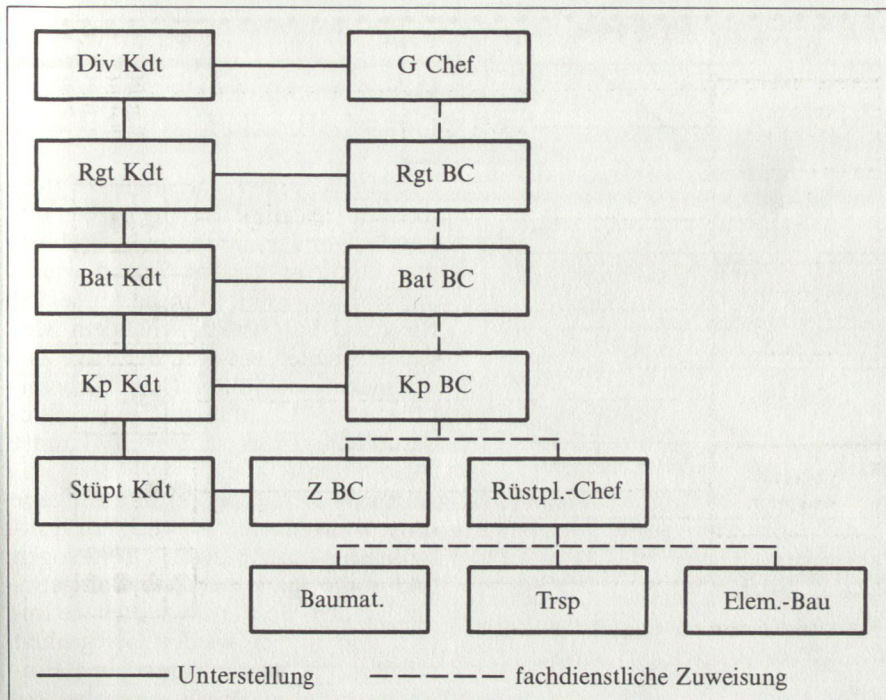 Div Kdt G Chef
Rgt Kdt Rgt BC
Bat Kdt Bat BC
Kp Kdt Kp BC
Stüpt Kdt Z BC Rüstpl.-Chef
Baumat. Trsp Elem.-Bau
Unterstellung fachdienstliche Zuweisung